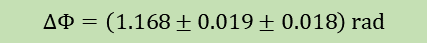 ΔΦ = (1.168 ± 0.019 ± 0.018) rad